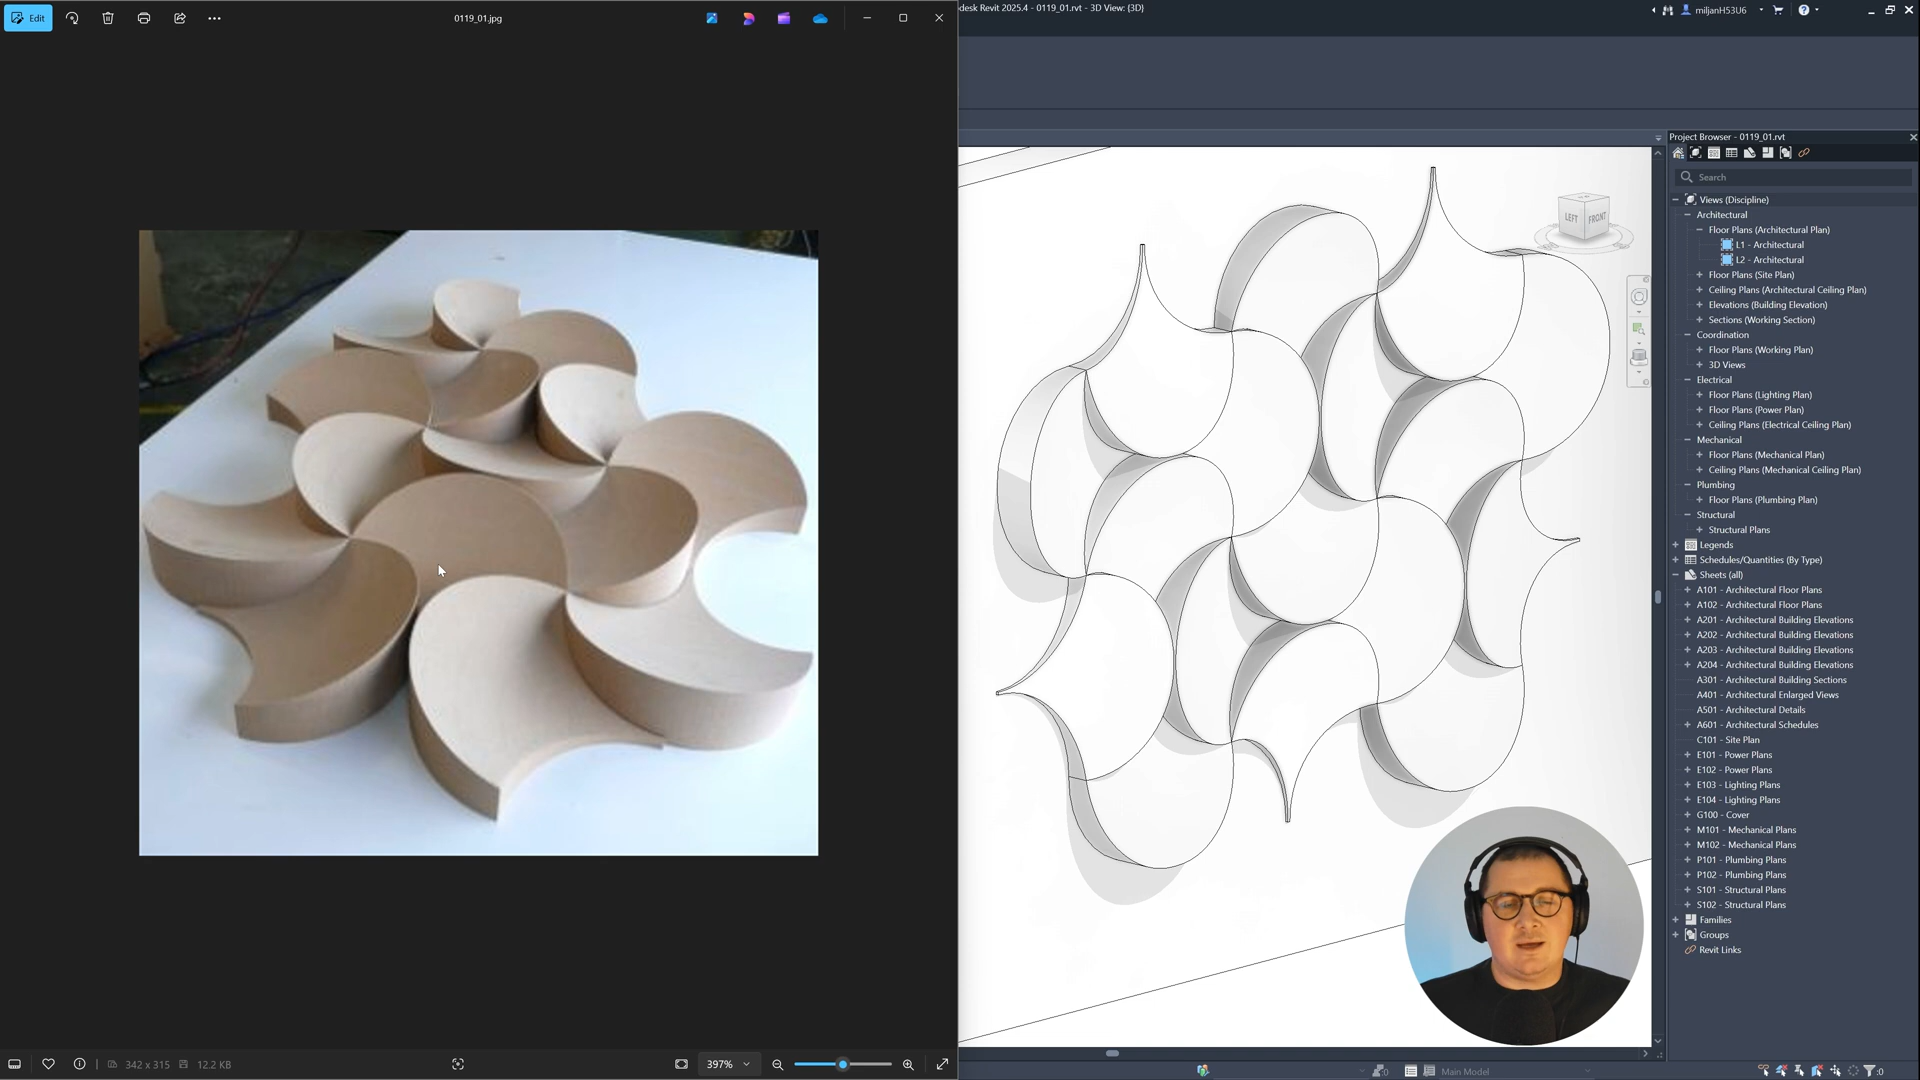 Edit
0119_01.jpg
desk Revit 2025.4 - 0119_01.rvt - 3D View: {3D}
miljanH53U6
Project Browser - 0119_01.rvt
Search
LEFT
FRONT
Views (Discipline)
Architectural
Floor Plans (Architectural Plan)
L1 - Architectural
L2 - Architectural
Floor Plans (Site Plan)
Ceiling Plans (Architectural Ceiling Plan)
Elevations (Building Elevation)
Sections (Working Section)
Coordination
Floor Plans (Working Plan)
3D Views
Electrical
Floor Plans (Lighting Plan)
Floor Plans (Power Plan)
Ceiling Plans (Electrical Ceiling Plan)
Mechanical
Floor Plans (Mechanical Plan)
Ceiling Plans (Mechanical Ceiling Plan)
Plumbing
Floor Plans (Plumbing Plan)
Structural
Structural Plans
Legends
Schedules/Quantities (By Type)
Sheets (all)
A101 - Architectural Floor Plans
A102 - Architectural Floor Plans
A201 - Architectural Building Elevations
A202 - Architectural Building Elevations
A203 - Architectural Building Elevations
A204 - Architectural Building Elevations
A301 - Architectural Building Sections
A401 - Architectural Enlarged Views
A501 - Architectural Details
A601 - Architectural Schedules
C101 - Site Plan
E101 - Power Plans
E102 - Power Plans
E103 - Lighting Plans
E104 - Lighting Plans
G100 - Cover
M101 - Mechanical Plans
M102 - Mechanical Plans
P101 - Plumbing Plans
P102 - Plumbing Plans
S101 - Structural Plans
S102 - Structural Plans
Families
Groups
Revit Links
342 x 315
12.2 KB
397%
:0
Main Model
:0